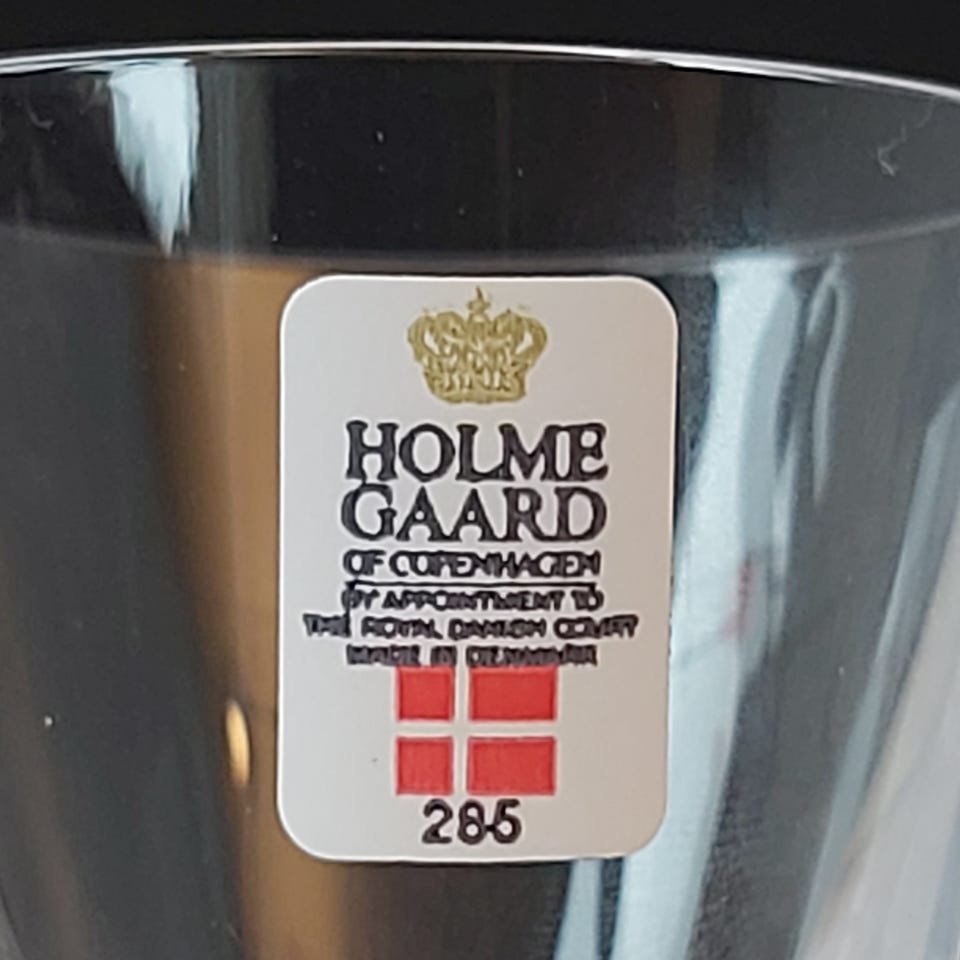 HOLME
GAARD
OF COPENHAGEN
BY APPOINTMENT TO
THE ROYAL DANISH COURT
MADE IN DENMARK
285